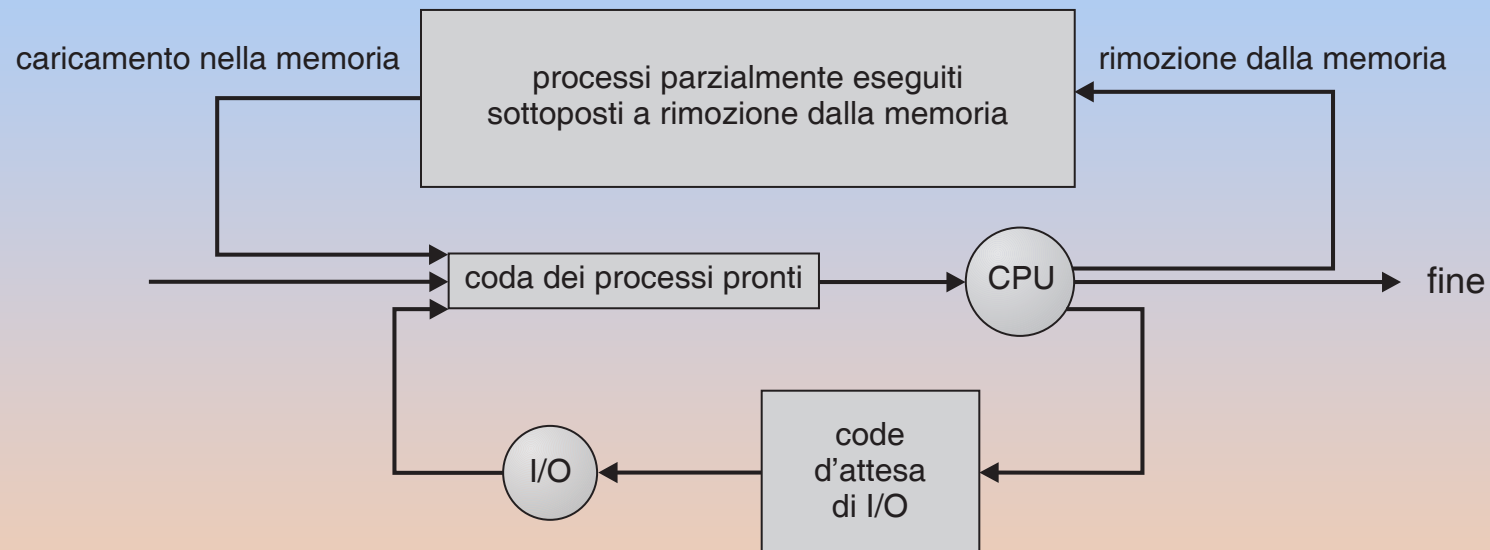 caricamento nella memoria
processi parzialmente eseguiti
sottoposti a rimozione dalla memoria
rimozione dalla memoria
coda dei processi pronti
CPU
fine
I/O
code
d'attesa
di I/O